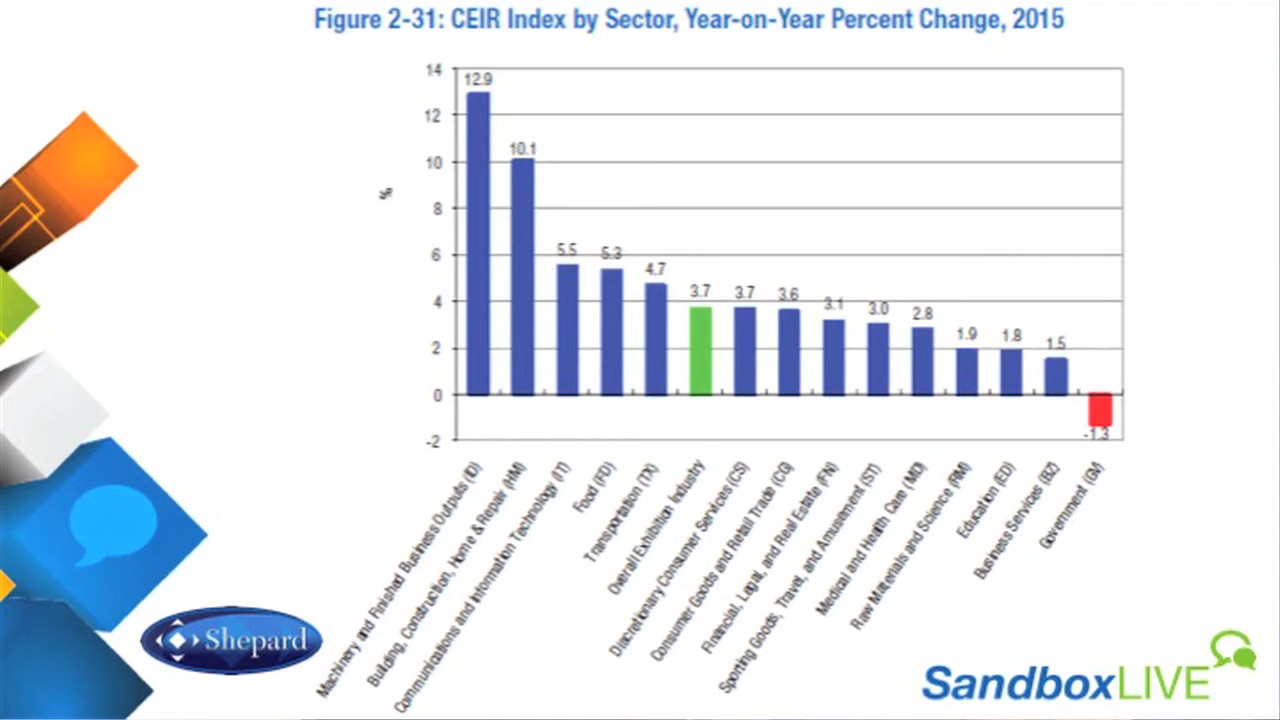 Figure 2-31: CEIR Index by Sector, Year-on-Year Percent Change, 2015
%
14
12
10
8
6
4
2
0
-2
12.9
10.1
5.5
5.3
4.7
3.7
3.7
3.6
3.1
3.0
2.8
1.9
1.8
1.5
-1.3
Machinery and Finished Business Outputs (ID)
Building, Construction, Home & Repair (HM)
Communications and Information Technology (IT)
Food (FD)
Transportation (TX)
Overall Exhibition Industry
Discretionary Consumer Services (CS)
Consumer Goods and Retail Trade (CG)
Financial, Legal, and Real Estate (FN)
Sporting Goods, Travel, and Amusement (ST)
Medical and Health Care (MD)
Raw Materials and Science (RM)
Education (ED)
Business Services (BZ)
Government (GV)
Shepard
SandboxLIVE